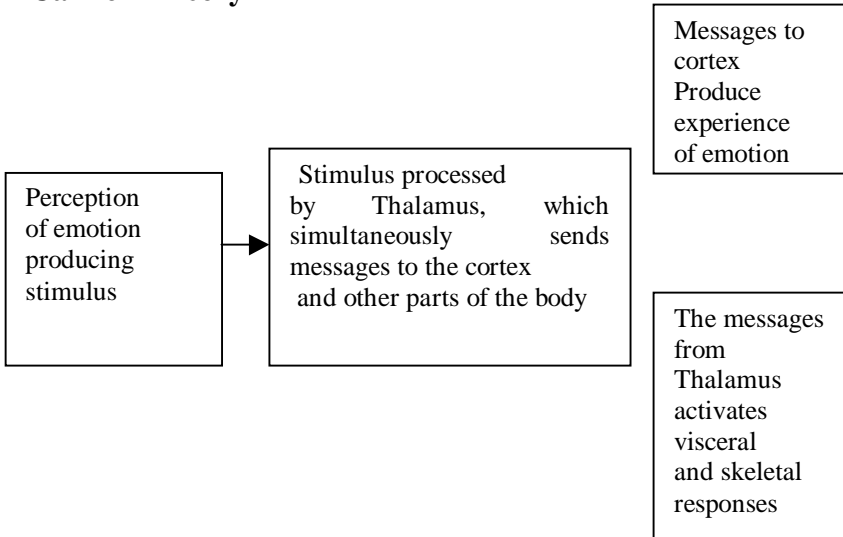 Perception
of emotion
producing
stimulus
Stimulus processed
by Thalamus, which
simultaneously sends
messages to the cortex
and other parts of the body
Messages to
cortex
Produce
experience
of emotion
The messages
from
Thalamus
activates
visceral
and skeletal
responses